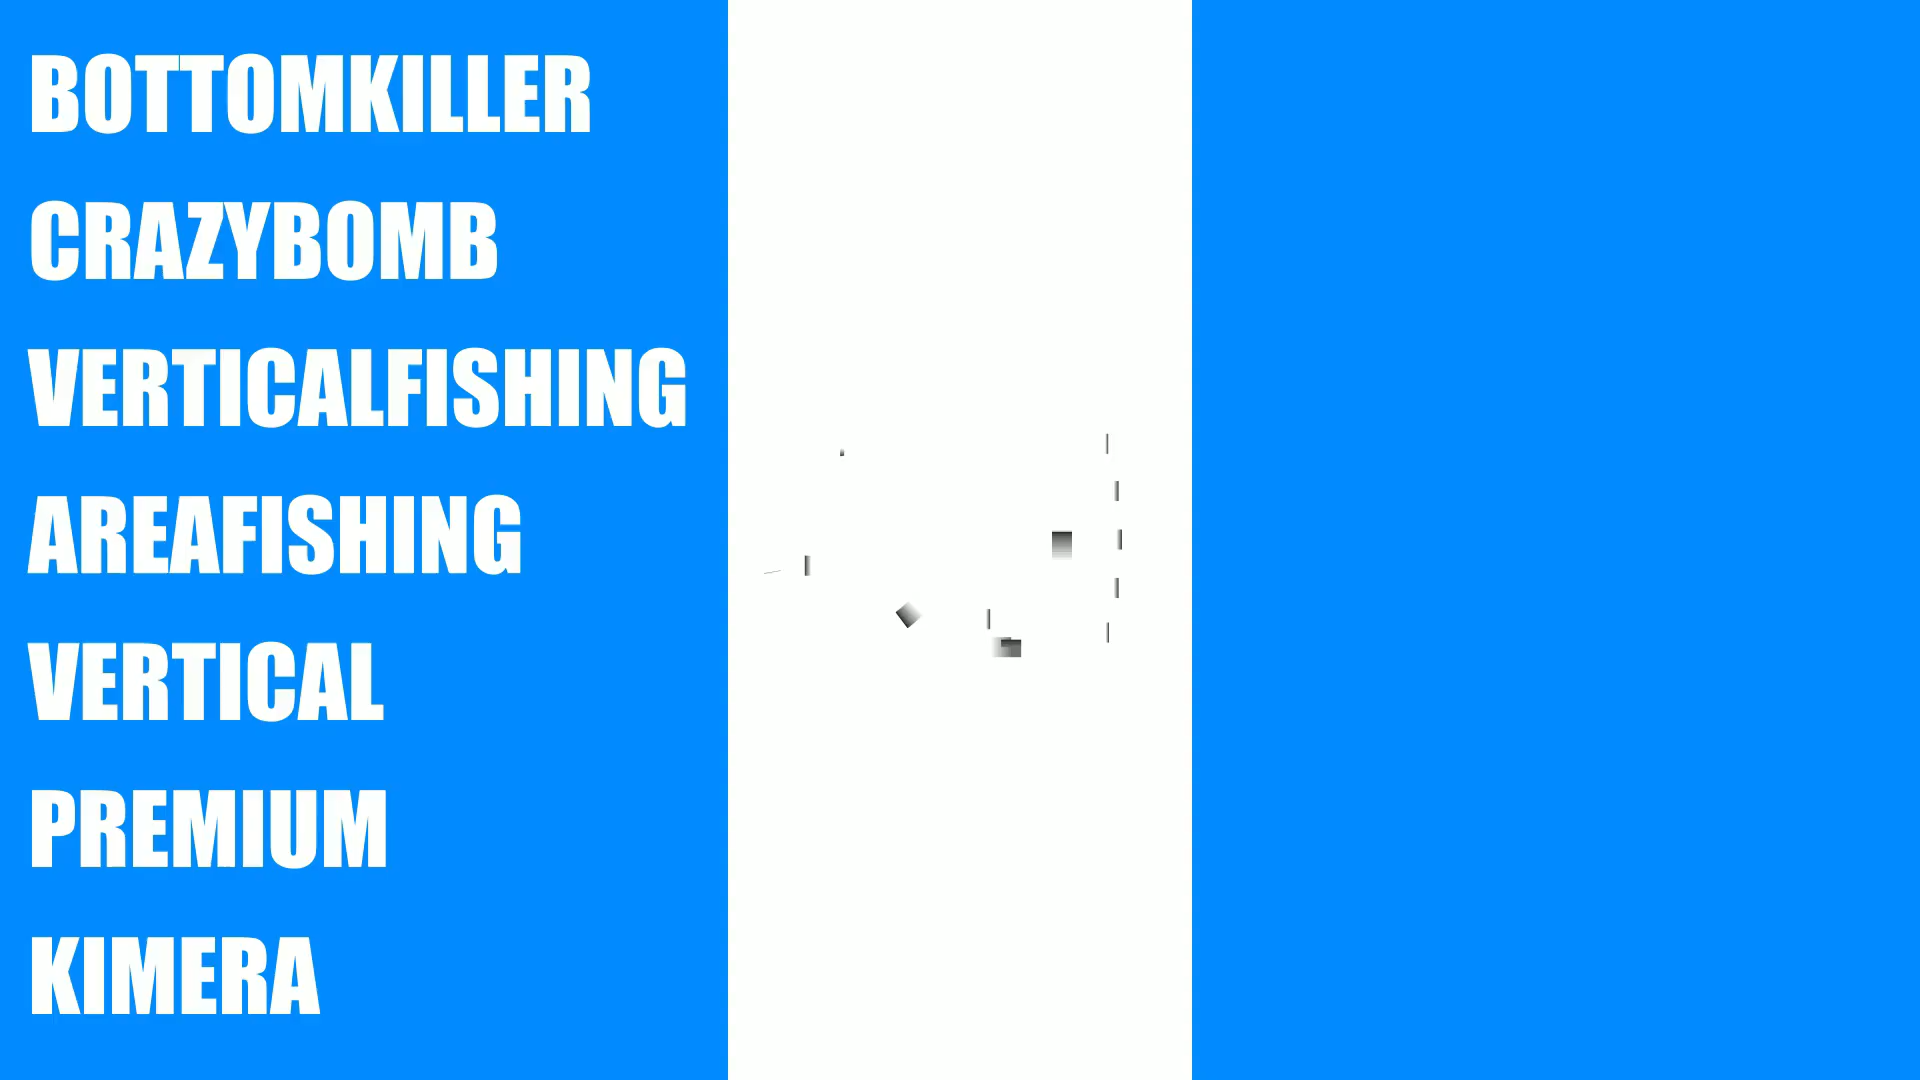 BOTTOMKILLER
CRAZYBOMB
VERTICALFISHING
AREAFISHING
VERTICAL
PREMIUM
KIMERA